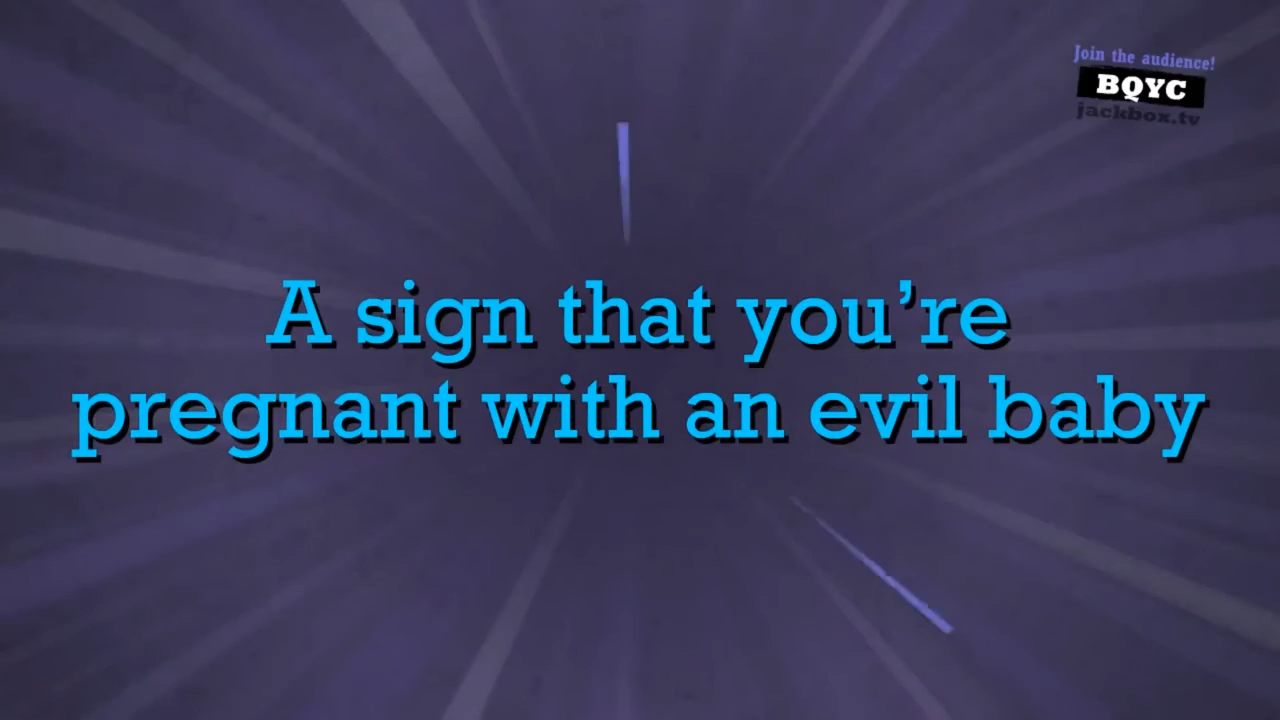 Join the audience!
BQYC
jackbox.tv
A sign that you’re
pregnant with an evil baby